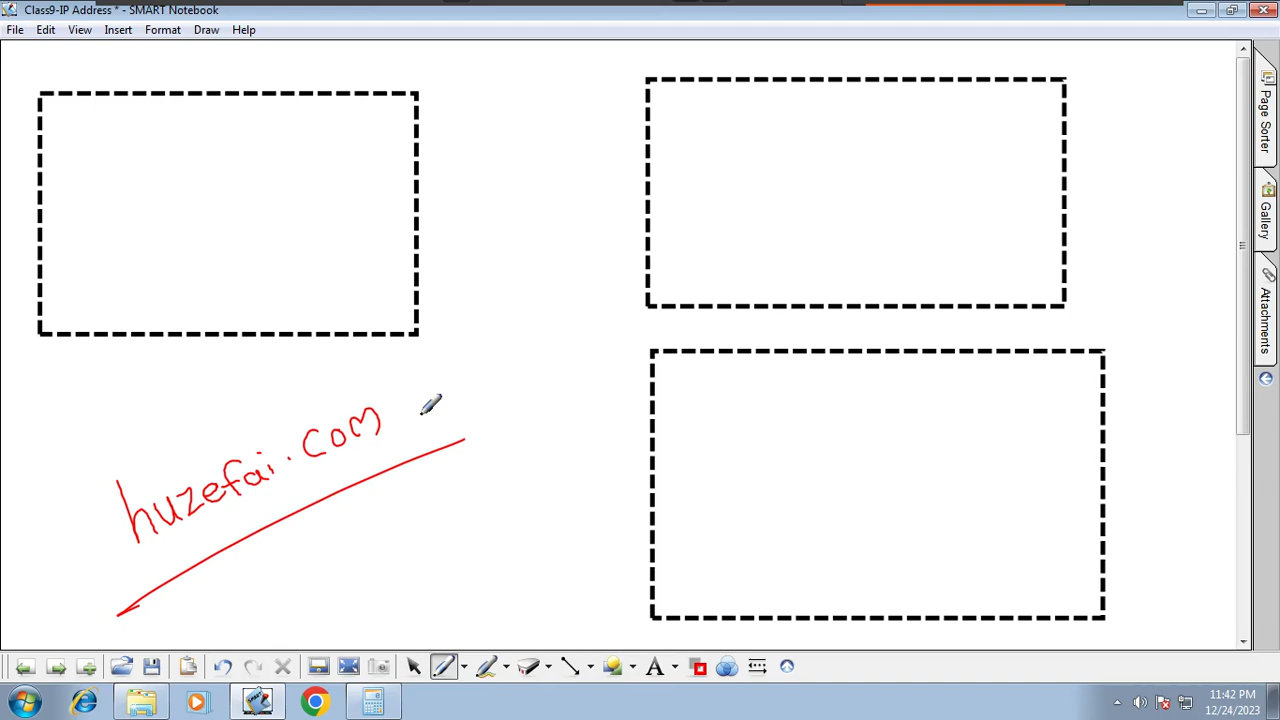 Class9-IP Address * - SMART Notebook
File Edit View Insert Format Draw Help
Page Sorter
Gallery
Attachments
huzefai.com
A
11:42 PM
12/24/2023